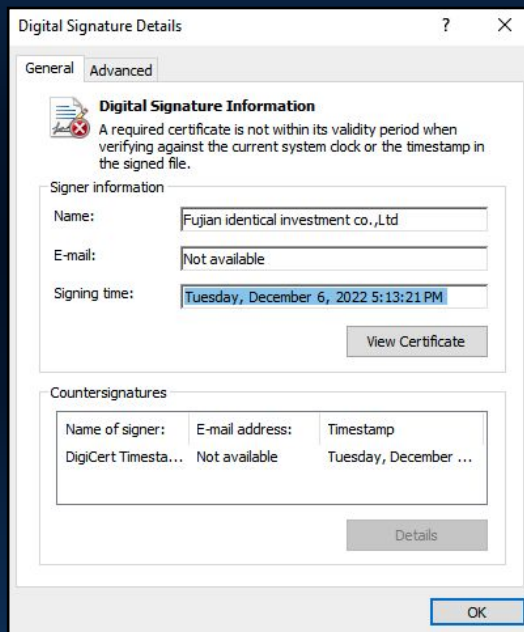 Digital Signature Details
?
General
Advanced
Digital Signature Information
A required certificate is not within its validity period when
verifying against the current system clock or the timestamp in
the signed file.
Signer information
Name:
Fujian identical investment co.,Ltd
E-mail:
Not available
Signing time:
Tuesday, December 6, 2022 5:13:21 PM
View Certificate
Countersignatures
Name of signer: E-mail address: Timestamp
DigiCert Timesta... Not available Tuesday, December ...
Details
OK